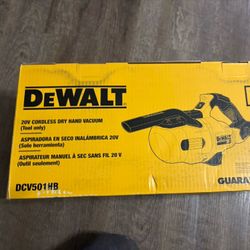 DEWALT
20V CORDLESS DRY HAND VACUUM
(Tool only)
ASPIRADORA EN SECO INALÁMBRICA 20V
(Solo herramienta)
ASPIRATEUR MANUEL À SEC SANS FIL 20 V
(Outil seulement)
DCV501HB
GUARA